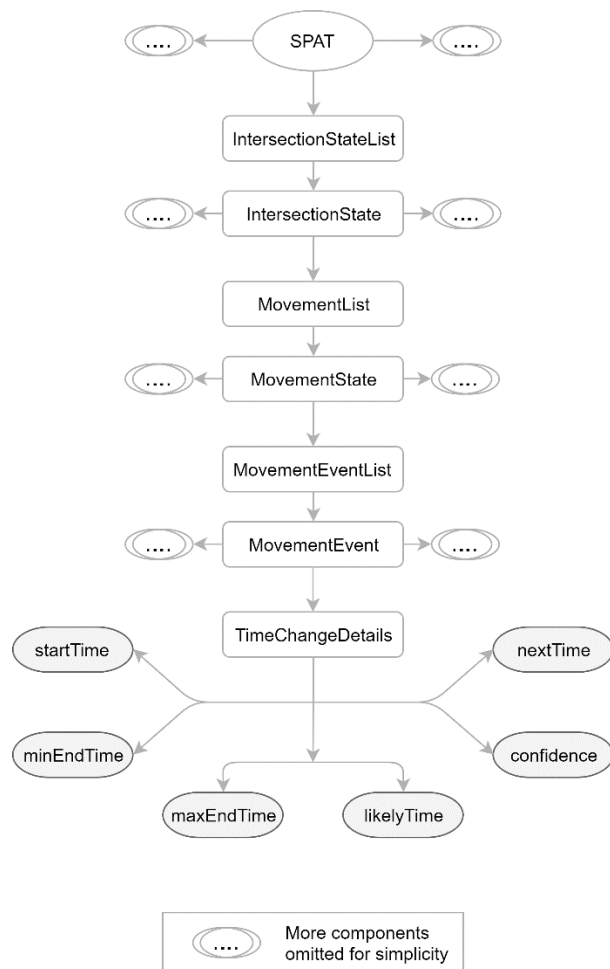 .... SPAT ....
IntersectionStateList
.... IntersectionState ....
MovementList
.... MovementState ....
MovementEventList
.... MovementEvent ....
TimeChangeDetails
startTime nextTime
minEndTime confidence
maxEndTime likelyTime
.... More components
omitted for simplicity